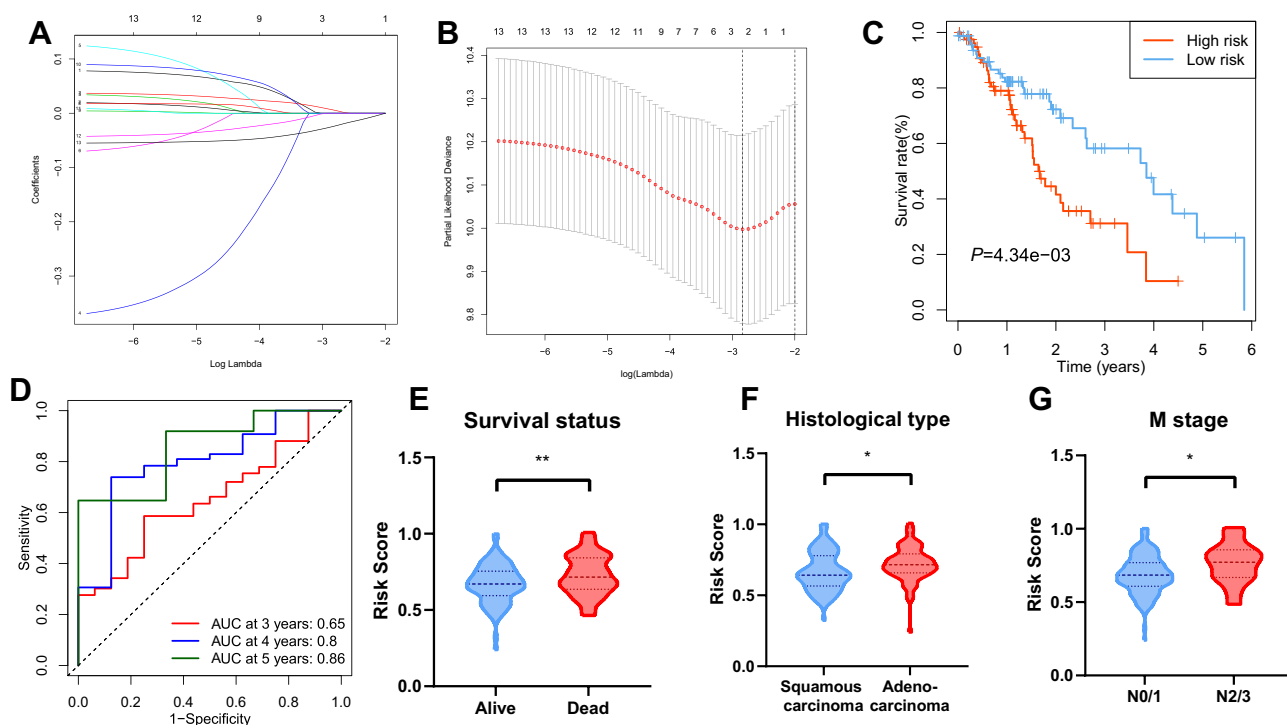 A
13 12 9 3 1
0.1
0.0
−0.1
−0.2
−0.3
Coefficients
5
10
1
12
13
6
4
−6 −5 −4 −3 −2
Log Lambda
B
13 13 13 13 12 12 11 9 7 7 6 3 2 1 1
10.4
10.3
10.2
10.1
10.0
9.9
9.8
Partial Likelihood Deviance
−6 −5 −4 −3 −2
log(Lambda)
C
High risk
Low risk
1.0
0.8
0.6
0.4
0.2
0.0
Survival rate(%)
P=4.34e−03
0 1 2 3 4 5 6
Time (years)
D
1.0
0.8
0.6
0.4
0.2
0.0
Sensitivity
AUC at 3 years: 0.65
AUC at 4 years: 0.8
AUC at 5 years: 0.86
0.0 0.2 0.4 0.6 0.8 1.0
1−Specificity
E
Survival status
**
1.5
1.0
0.5
0.0
Risk Score
Alive Dead
F
Histological type
*
1.5
1.0
0.5
0.0
Risk Score
Squamous Adeno-
carcinoma carcinoma
G
M stage
*
1.5
1.0
0.5
0.0
Risk Score
N0/1 N2/3